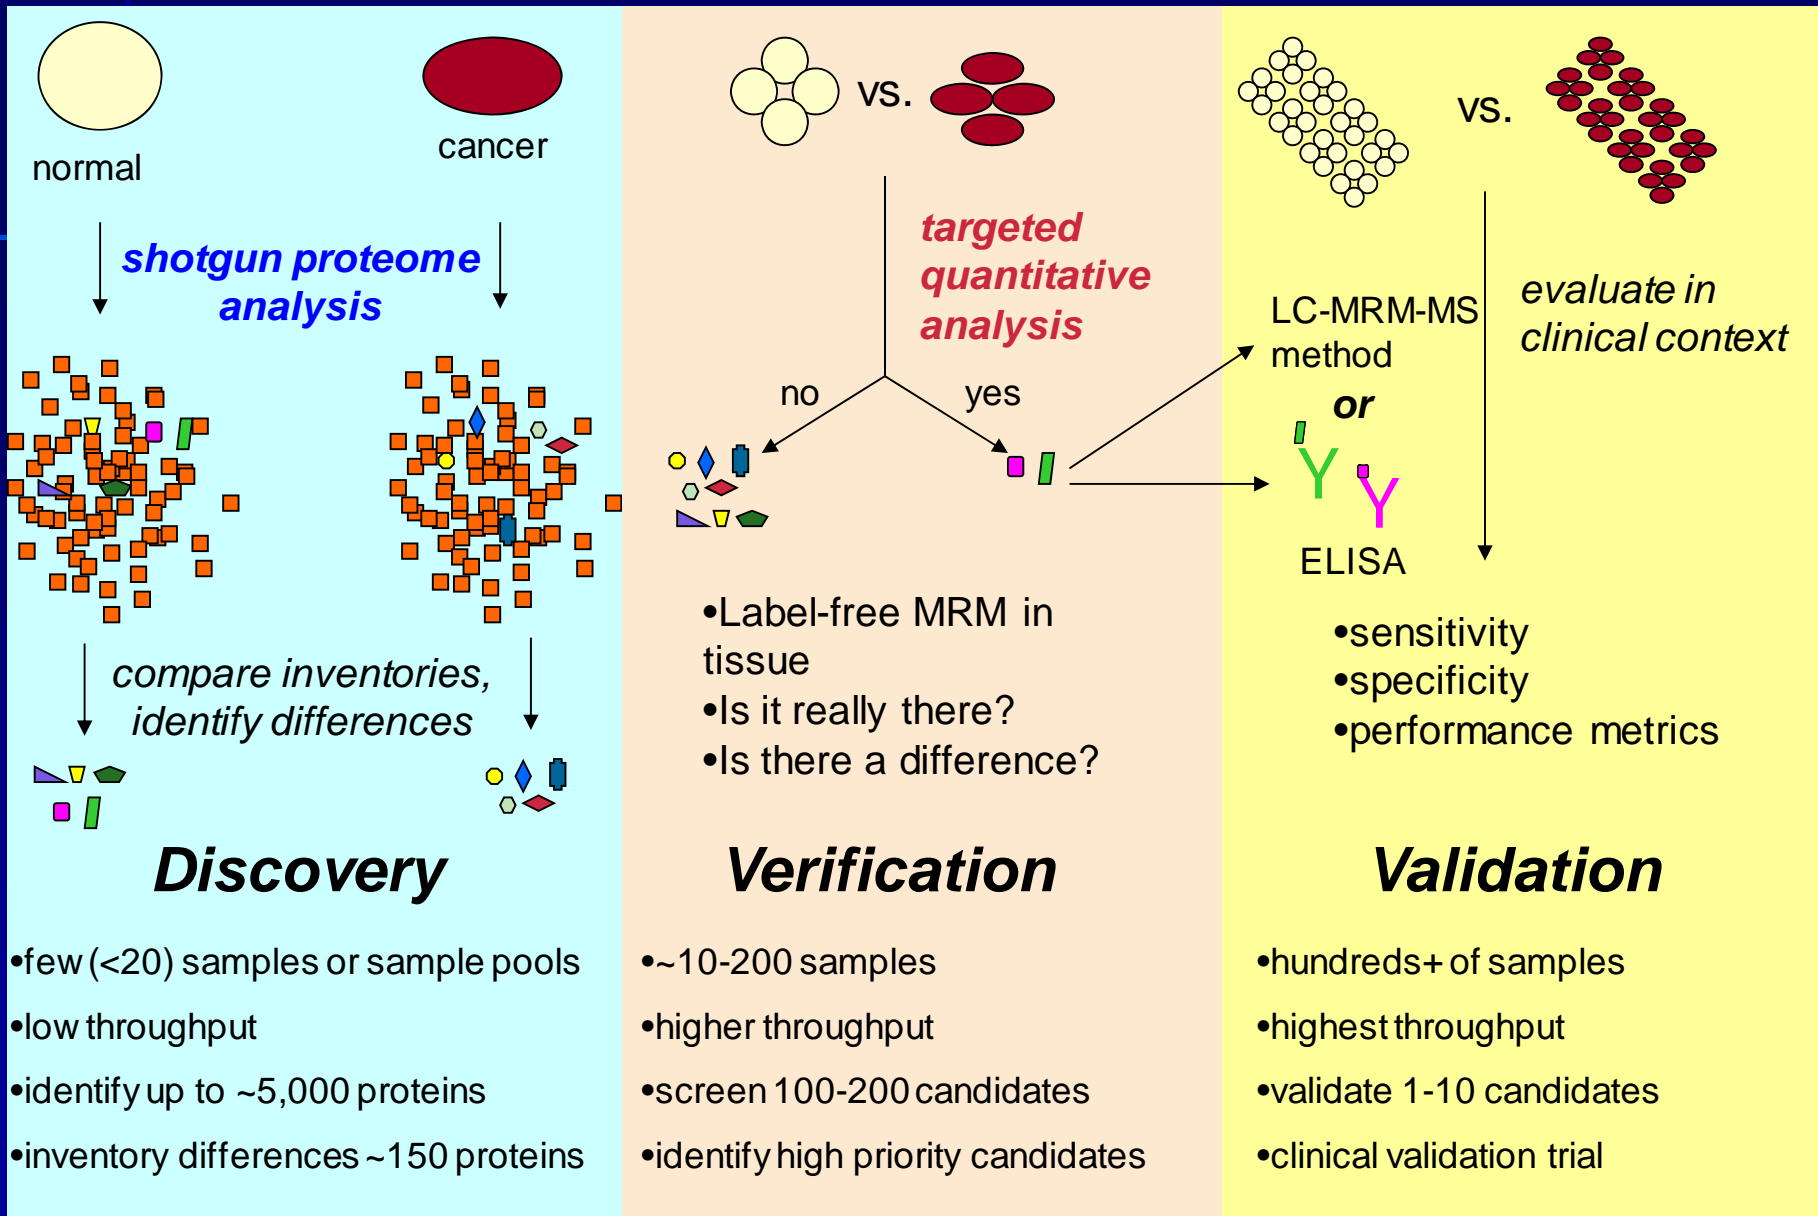 normal
cancer
shotgun proteome
analysis
compare inventories,
identify differences
Discovery
•few (<20) samples or sample pools
•low throughput
•identify up to ~5,000 proteins
•inventory differences ~150 proteins
vs.
targeted
quantitative
analysis
no
yes
•Label-free MRM in
tissue
•Is it really there?
•Is there a difference?
Verification
•~10-200 samples
•higher throughput
•screen 100-200 candidates
•identify high priority candidates
vs.
LC-MRM-MS
method
or
ELISA
evaluate in
clinical context
•sensitivity
•specificity
•performance metrics
Validation
•hundreds+ of samples
•highest throughput
•validate 1-10 candidates
•clinical validation trial